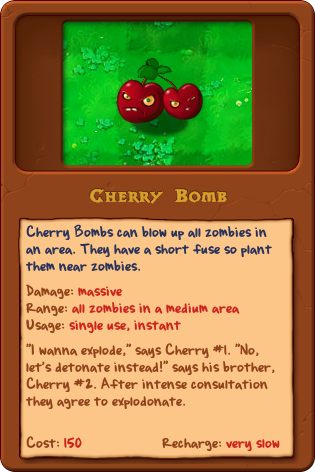 Cherry Bomb
Cherry Bombs can blow up all zombies in
an area. They have a short fuse so plant
them near zombies.
Damage: massive
Range: all zombies in a medium area
Usage: single use, instant
"I wanna explode," says Cherry #1. "No,
let's detonate instead!" says his brother,
Cherry #2. After intense consultation
they agree to explodonate.
Cost: 150 Recharge: very slow